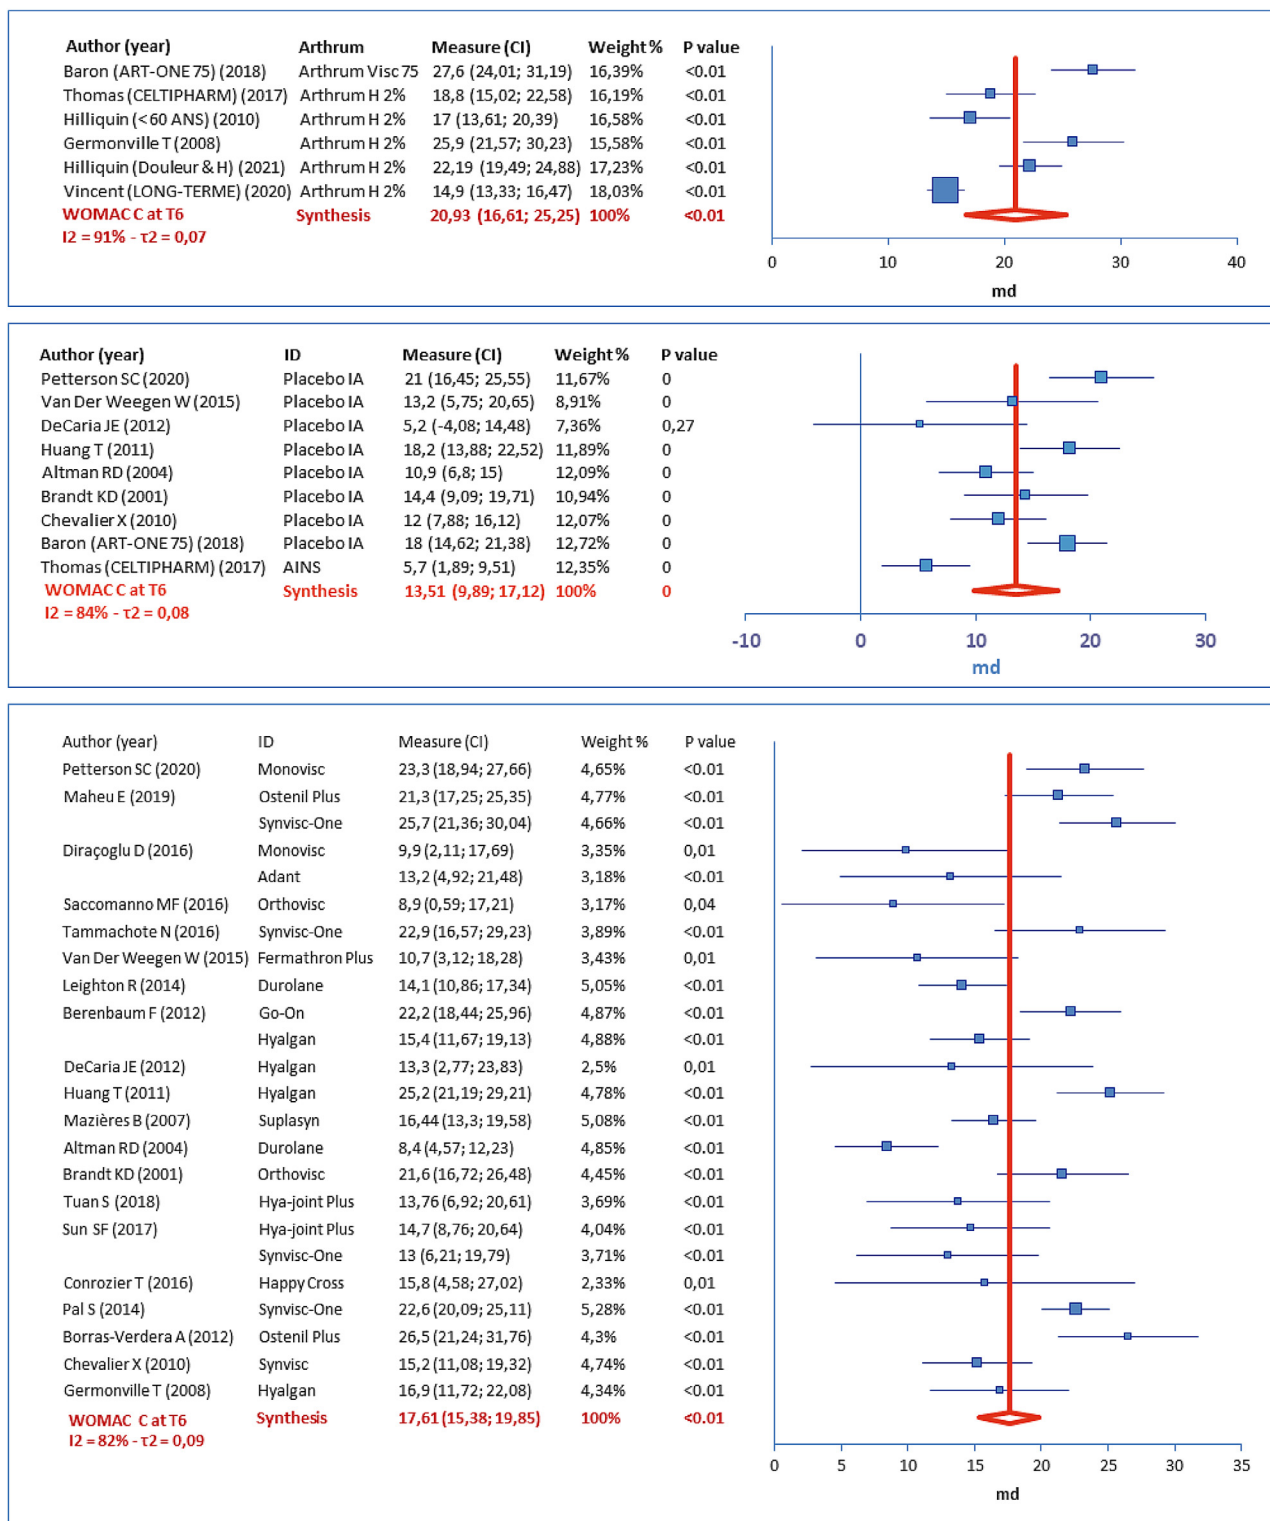 Author (year) Arthrum Measure (CI) Weight % P value
Baron (ART-ONE 75) (2018) Arthrum Visc 75 27,6 (24,01; 31,19) 16,39% <0.01
Thomas (CELTIPHARM) (2017) Arthrum H 2% 18,8 (15,02; 22,58) 16,19% <0.01
Hilliquin (<60 ANS) (2010) Arthrum H 2% 17 (13,61; 20,39) 16,58% <0.01
Germonville T (2008) Arthrum H 2% 25,9 (21,57; 30,23) 15,58% <0.01
Hilliquin (Douleur & H) (2021) Arthrum H 2% 22,19 (19,49; 24,88) 17,23% <0.01
Vincent (LONG-TERME) (2020) Arthrum H 2% 14,9 (13,33; 16,47) 18,03% <0.01
WOMAC C at T6 Synthesis 20,93 (16,61; 25,25) 100% <0.01
I2 = 91% - τ2 = 0,07
0 10 20 30 40
md
Author (year) ID Measure (CI) Weight % P value
Petterson SC (2020) Placebo IA 21 (16,45; 25,55) 11,67% 0
Van Der Weegen W (2015) Placebo IA 13,2 (5,75; 20,65) 8,91% 0
DeCaria JE (2012) Placebo IA 5,2 (-4,08; 14,48) 7,36% 0,27
Huang T (2011) Placebo IA 18,2 (13,88; 22,52) 11,89% 0
Altman RD (2004) Placebo IA 10,9 (6,8; 15) 12,09% 0
Brandt KD (2001) Placebo IA 14,4 (9,09; 19,71) 10,94% 0
Chevalier X (2010) Placebo IA 12 (7,88; 16,12) 12,07% 0
Baron (ART-ONE 75) (2018) Placebo IA 18 (14,62; 21,38) 12,72% 0
Thomas (CELTIPHARM) (2017) AINS 5,7 (1,89; 9,51) 12,35% 0
WOMAC C at T6 Synthesis 13,51 (9,89; 17,12) 100% 0
I2 = 84% - τ2 = 0,08
-10 0 10 20 30
md
Author (year) ID Measure (CI) Weight % P value
Petterson SC (2020) Monovisc 23,3 (18,94; 27,66) 4,65% <0.01
Maheu E (2019) Ostenil Plus 21,3 (17,25; 25,35) 4,77% <0.01
Synvisc-One 25,7 (21,36; 30,04) 4,66% <0.01
Diraçoglu D (2016) Monovisc 9,9 (2,11; 17,69) 3,35% 0,01
Adant 13,2 (4,92; 21,48) 3,18% <0.01
Saccomanno MF (2016) Orthovisc 8,9 (0,59; 17,21) 3,17% 0,04
Tammachote N (2016) Synvisc-One 22,9 (16,57; 29,23) 3,89% <0.01
Van Der Weegen W (2015) Fermathron Plus 10,7 (3,12; 18,28) 3,43% 0,01
Leighton R (2014) Durolane 14,1 (10,86; 17,34) 5,05% <0.01
Berenbaum F (2012) Go-On 22,2 (18,44; 25,96) 4,87% <0.01
Hyalgan 15,4 (11,67; 19,13) 4,88% <0.01
DeCaria JE (2012) Hyalgan 13,3 (2,77; 23,83) 2,5% 0,01
Huang T (2011) Hyalgan 25,2 (21,19; 29,21) 4,78% <0.01
Mazières B (2007) Suplasyn 16,44 (13,3; 19,58) 5,08% <0.01
Altman RD (2004) Durolane 8,4 (4,57; 12,23) 4,85% <0.01
Brandt KD (2001) Orthovisc 21,6 (16,72; 26,48) 4,45% <0.01
Tuan S (2018) Hya-joint Plus 13,76 (6,92; 20,61) 3,69% <0.01
Sun SF (2017) Hya-joint Plus 14,7 (8,76; 20,64) 4,04% <0.01
Synvisc-One 13 (6,21; 19,79) 3,71% <0.01
Conrozier T (2016) Happy Cross 15,8 (4,58; 27,02) 2,33% 0,01
Pal S (2014) Synvisc-One 22,6 (20,09; 25,11) 5,28% <0.01
Borras-Verdera A (2012) Ostenil Plus 26,5 (21,24; 31,76) 4,3% <0.01
Chevalier X (2010) Synvisc 15,2 (11,08; 19,32) 4,74% <0.01
Germonville T (2008) Hyalgan 16,9 (11,72; 22,08) 4,34% <0.01
WOMAC C at T6 Synthesis 17,61 (15,38; 19,85) 100% <0.01
I2 = 82% - τ2 = 0,09
0 5 10 15 20 25 30 35
md